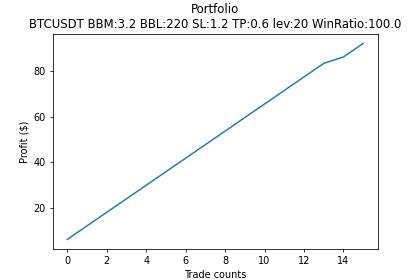 Portfolio
BTCUSDT BBM:3.2 BBL:220 SL:1.2 TP:0.6 lev:20 WinRatio:100.0
Profit ($)
80
60
40
20
0 2 4 6 8 10 12 14
Trade counts